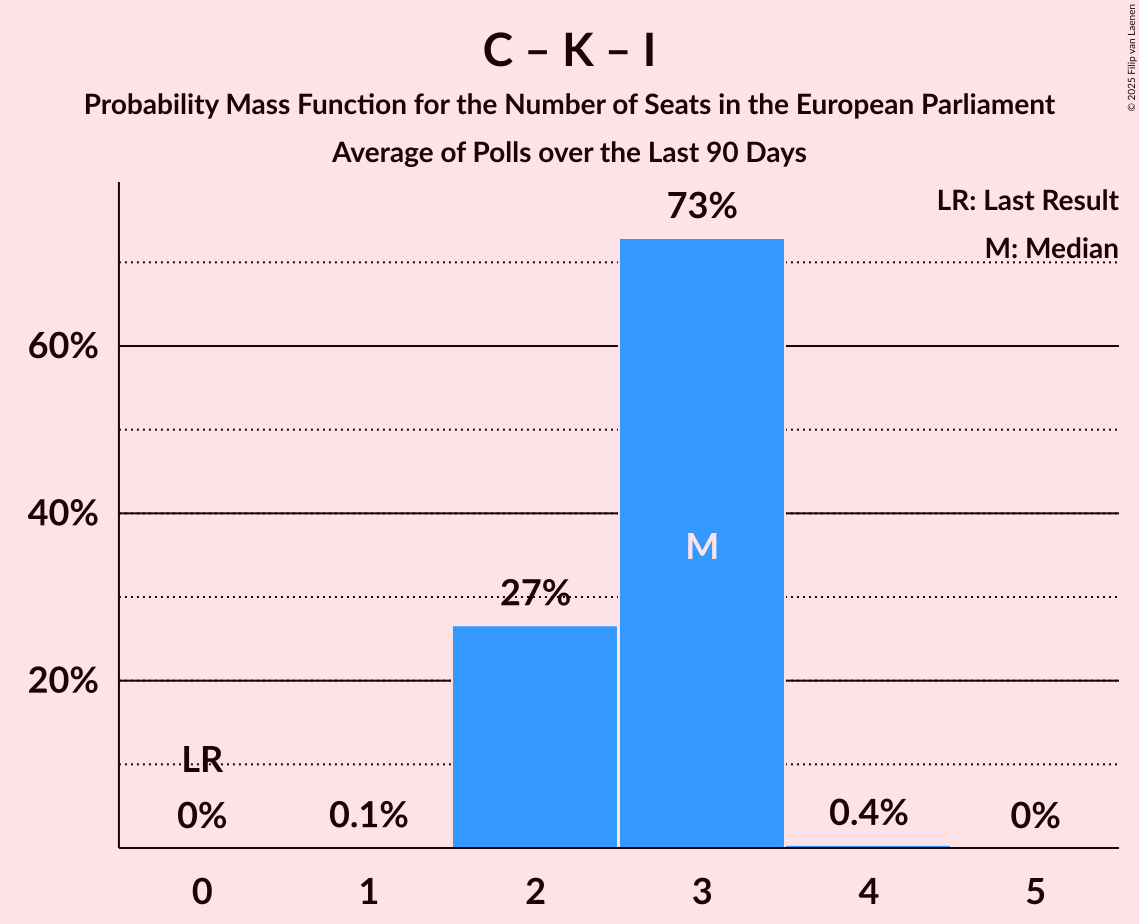 C – K – I
Probability Mass Function for the Number of Seats in the European Parliament
Average of Polls over the Last 90 Days
© 2025 Filip van Laenen
LR: Last Result
M: Median
73%
60%
40%
M
27%
20%
LR
0%
0.1%
0.4%
0%
0
1
2
3
4
5